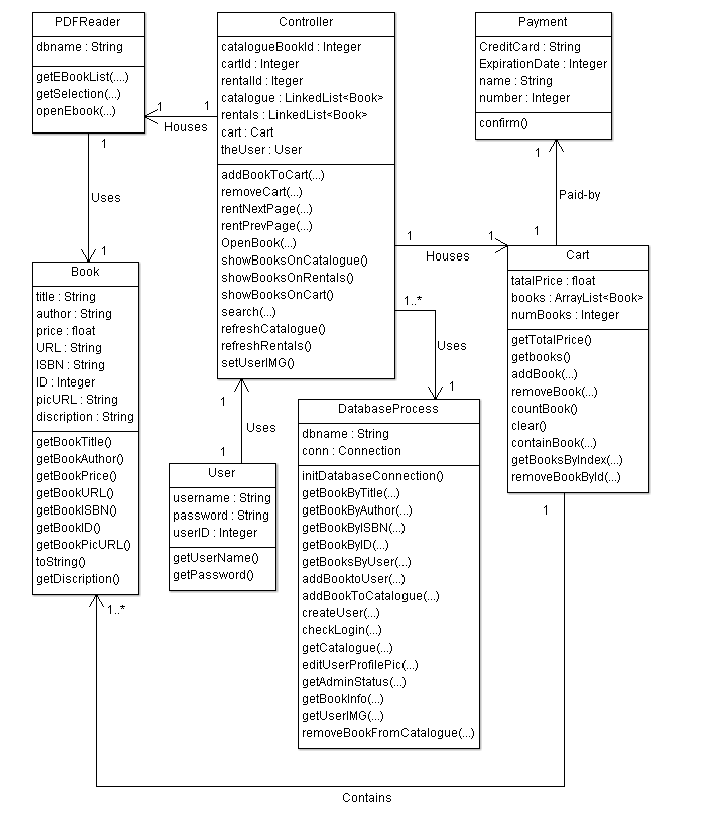 PDFReader
dbname : String
getEBookList(....)
getSelection(...)
openEbook(...)
Controller
catalogueBookId : Integer
cartId : Integer
rentalId : Iteger
catalogue : LinkedList<Book>
rentals : LinkedList<Book>
cart : Cart
theUser : User
addBookToCart(...)
removeCart(...)
rentNextPage(...)
rentPrevPage(...)
OpenBook(...)
showBooksOnCatalogue()
showBooksOnRentals()
showBooksOnCart()
search(...)
refreshCatalogue()
refreshRentals()
setUserIMG()
Payment
CreditCard : String
ExpirationDate : Integer
name : String
number : Integer
confirm()
1
1
Houses
1
Uses
1
1
Paid-by
1
1
1
Houses
Book
title : String
author : String
price : float
URL : String
ISBN : String
ID : Integer
picURL : String
discription : String
getBookTitle()
getBookAuthor()
getBookPrice()
getBookURL()
getBookISBN()
getBookID()
getBookPicURL()
toString()
getDiscription()
Cart
tatalPrice : float
books : ArrayList<Book>
numBooks : Integer
getTotalPrice()
getbooks()
addBook(...)
removeBook(...)
countBook()
clear()
containBook(...)
getBooksByIndex(...)
removeBookById(...)
1..*
Uses
1
1
Uses
1
User
username : String
password : String
userID : Integer
getUserName()
getPassword()
DatabaseProcess
dbname : String
conn : Connection
initDatabaseConnection()
getBookByTitle(...)
getBookByAuthor(...)
getBookByISBN(...)
getBookByID(...)
getBooksByUser(...)
addBooktoUser(...)
addBookToCatalogue(...)
createUser(...)
checkLogin(...)
getCatalogue(...)
editUserProfilePic(...)
getAdminStatus(...)
getBookInfo(...)
getUserIMG(...)
removeBookFromCatalogue(...)
1
1..*
Contains